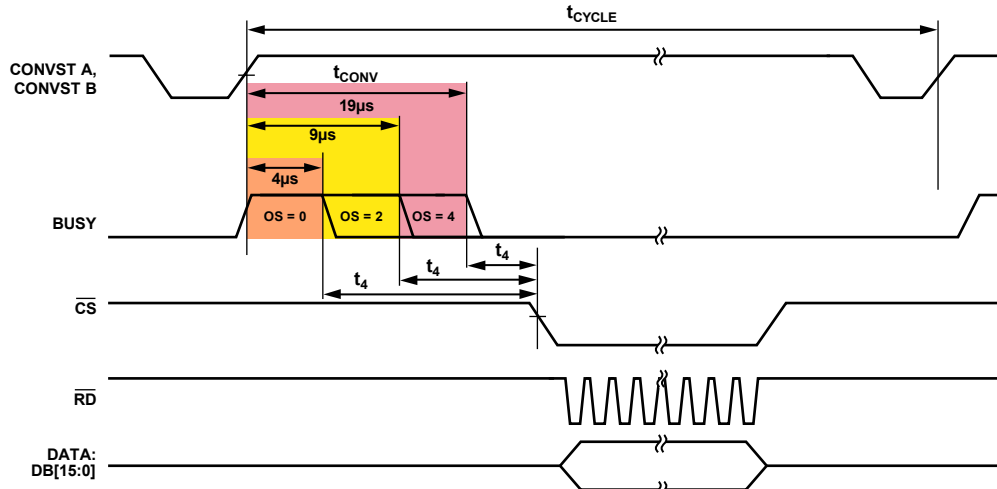 tCYCLE
CONVST A,
CONVST B
tCONV
19µs
9µs
4µs
BUSY
OS = 0
OS = 2
OS = 4
t4
t4
t4
CS
RD
DATA:
DB[15:0]